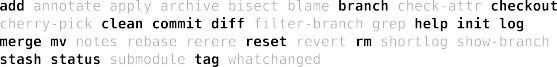 add annotate apply archive bisect blame branch check-attr checkout
cherry-pick clean commit diff filter-branch grep help init log
merge mv notes rebase rerere reset revert rm shortlog show-branch
stash status submodule tag whatchanged